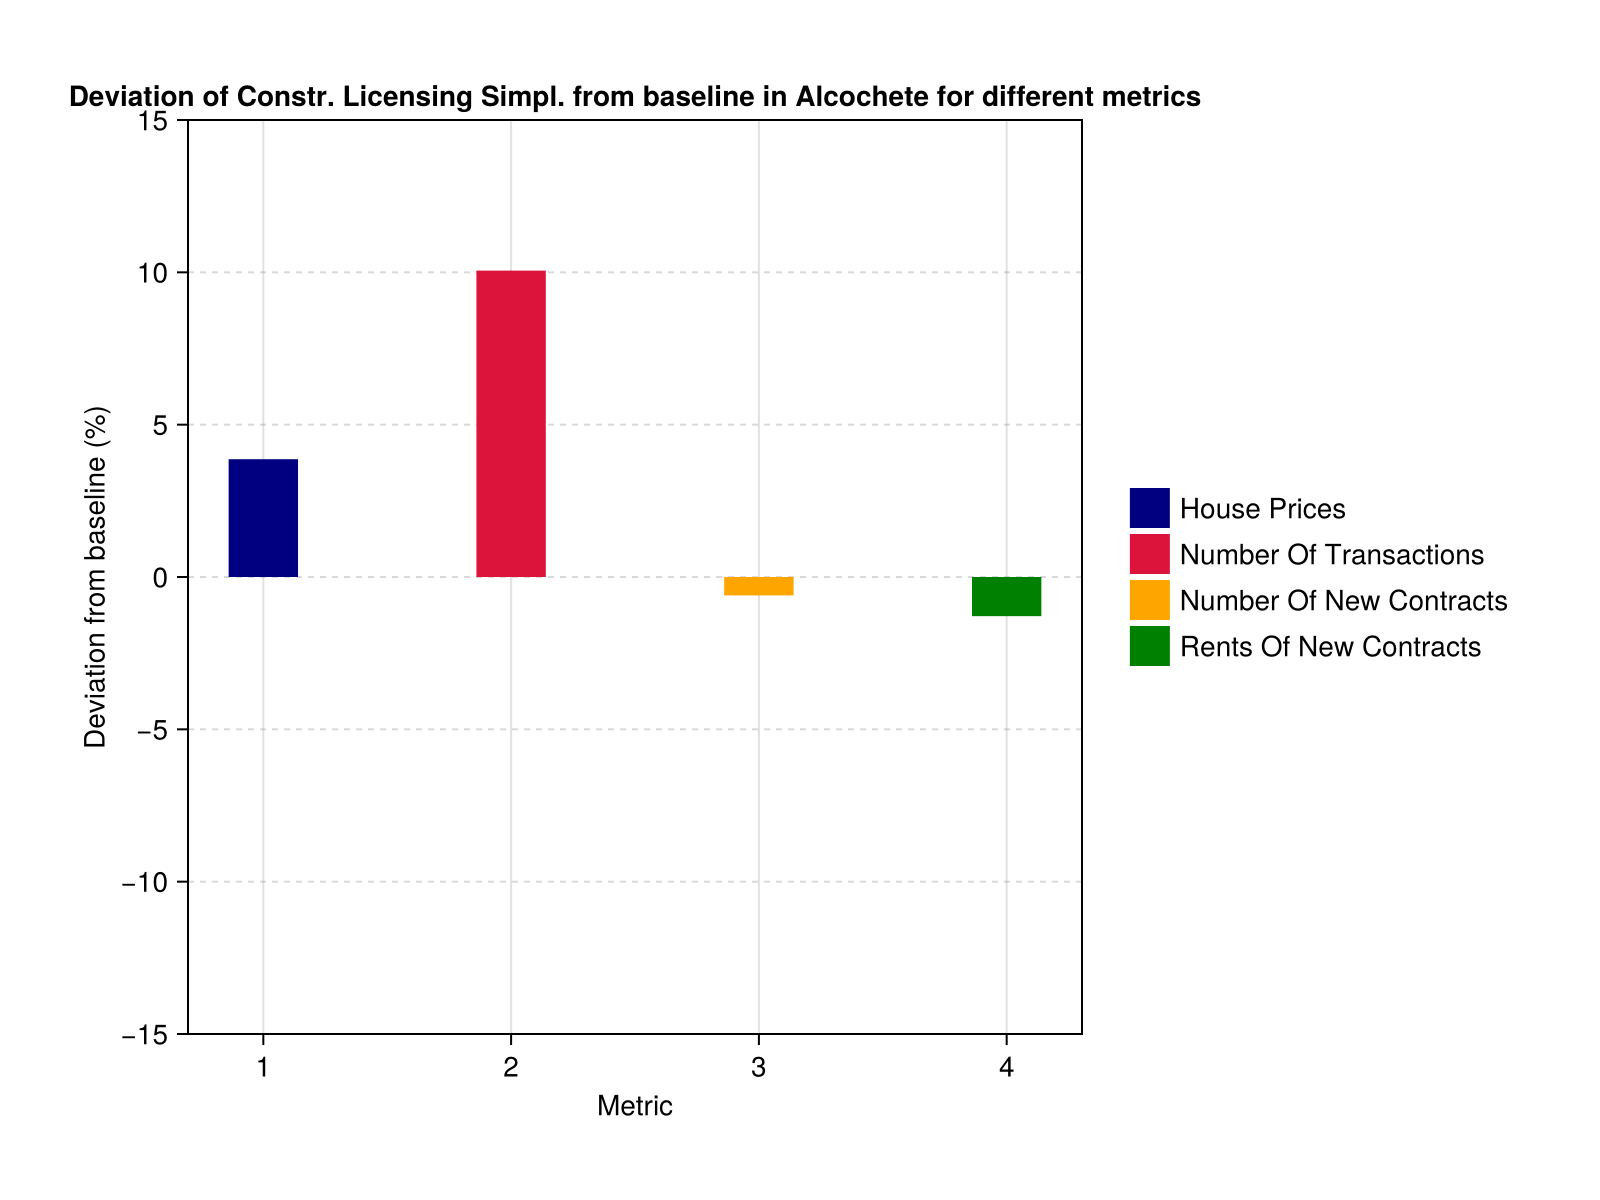 Deviation of Constr. Licensing Simpl. from baseline in Alcochete for different metrics
15
10
5
0
−5
−10
−15
Deviation from baseline (%)
1
2
3
4
Metric
House Prices
Number Of Transactions
Number Of New Contracts
Rents Of New Contracts